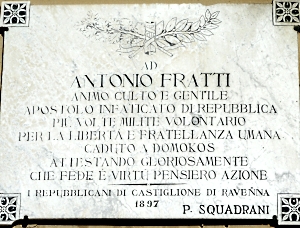 AD
ANTONIO FRATTI
ANIMO CULTO E GENTILE
APOSTOLO INFATICATO DI REPUBBLICA
PIÙ VOLTE MILITE VOLONTARIO
PER LA LIBERTÀ E FRATELLANZA UMANA
CADUTO A DOMOKOS
ATTESTANDO GLORIOSAMENTE
CHE FEDE È VIRTÙ PENSIERO AZIONE
I REPUBBLICANI DI CASTIGLIONE DI RAVENNA
1897
P. SQUADRANI